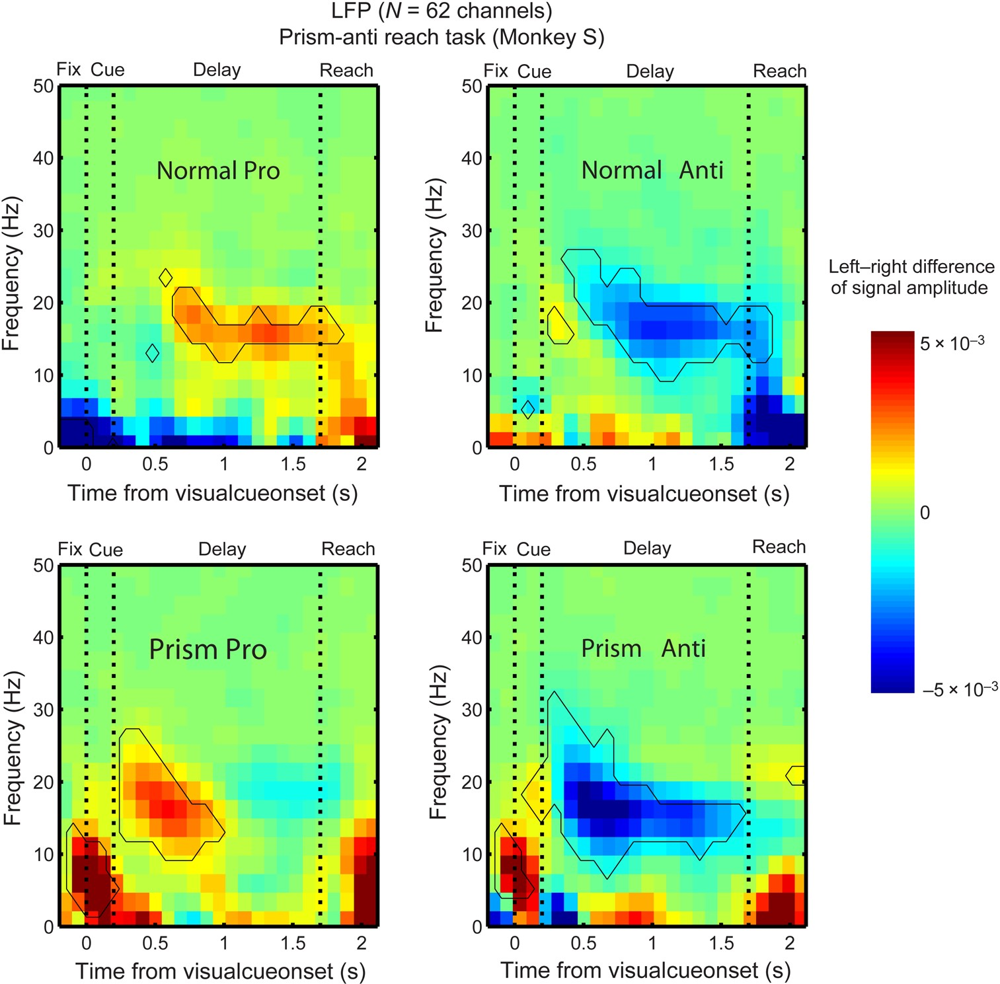 LFP (N = 62 channels)
Prism-anti reach task (Monkey S)
Fix Cue Delay Reach
50
40
30
20
10
0
Frequency (Hz)
Normal Pro
0 0.5 1 1.5 2
Time from visualcueonset (s)
Fix Cue Delay Reach
50
40
30
20
10
0
Frequency (Hz)
Normal Anti
0 0.5 1 1.5 2
Time from visualcueonset (s)
Left–right difference
of signal amplitude
5 × 10⁻³
0
–5 × 10⁻³
Fix Cue Delay Reach
50
40
30
20
10
0
Frequency (Hz)
Prism Pro
0 0.5 1 1.5 2
Time from visualcueonset (s)
Fix Cue Delay Reach
50
40
30
20
10
0
Frequency (Hz)
Prism Anti
0 0.5 1 1.5 2
Time from visualcueonset (s)